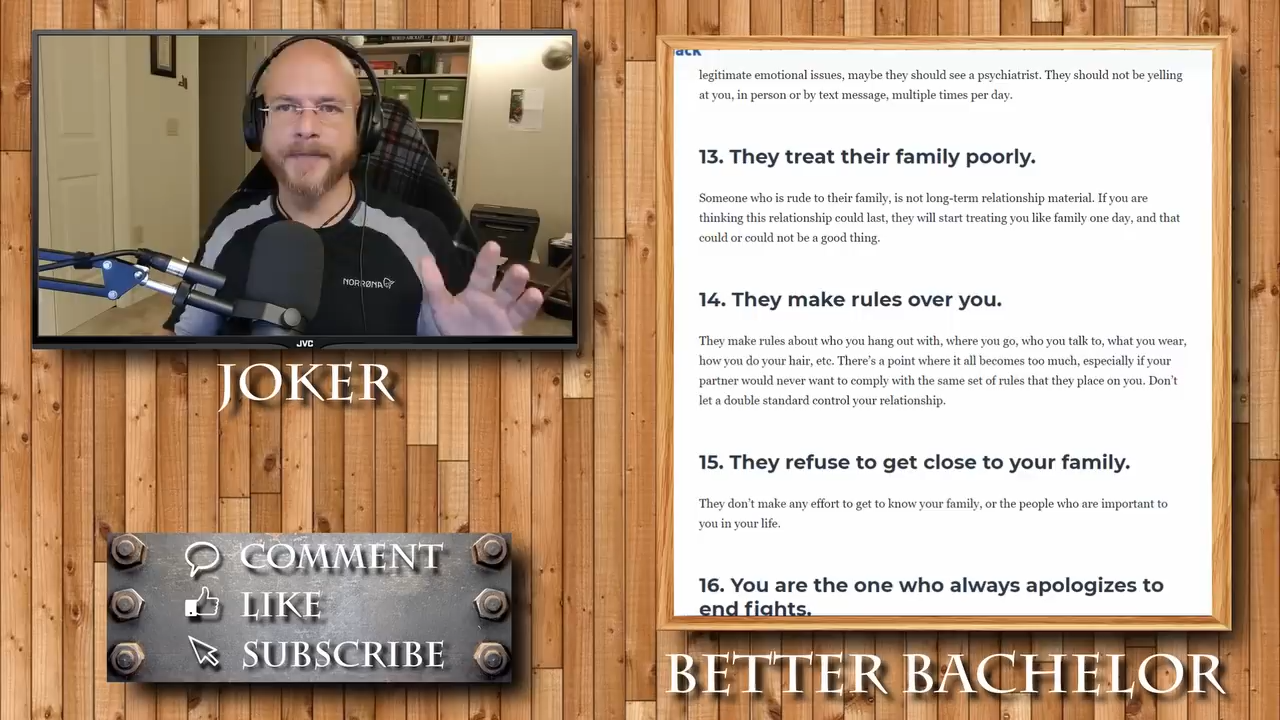 NORRØNA
JVC
JOKER
COMMENT
LIKE
SUBSCRIBE
ack
legitimate emotional issues, maybe they should see a psychiatrist. They should not be yelling
at you, in person or by text message, multiple times per day.
13. They treat their family poorly.
Someone who is rude to their family, is not long-term relationship material. If you are
thinking this relationship could last, they will start treating you like family one day, and that
could or could not be a good thing.
14. They make rules over you.
They make rules about who you hang out with, where you go, who you talk to, what you wear,
how you do your hair, etc. There’s a point where it all becomes too much, especially if your
partner would never want to comply with the same set of rules that they place on you. Don’t
let a double standard control your relationship.
15. They refuse to get close to your family.
They don’t make any effort to get to know your family, or the people who are important to
you in your life.
16. You are the one who always apologizes to
end fights.
BETTER BACHELOR